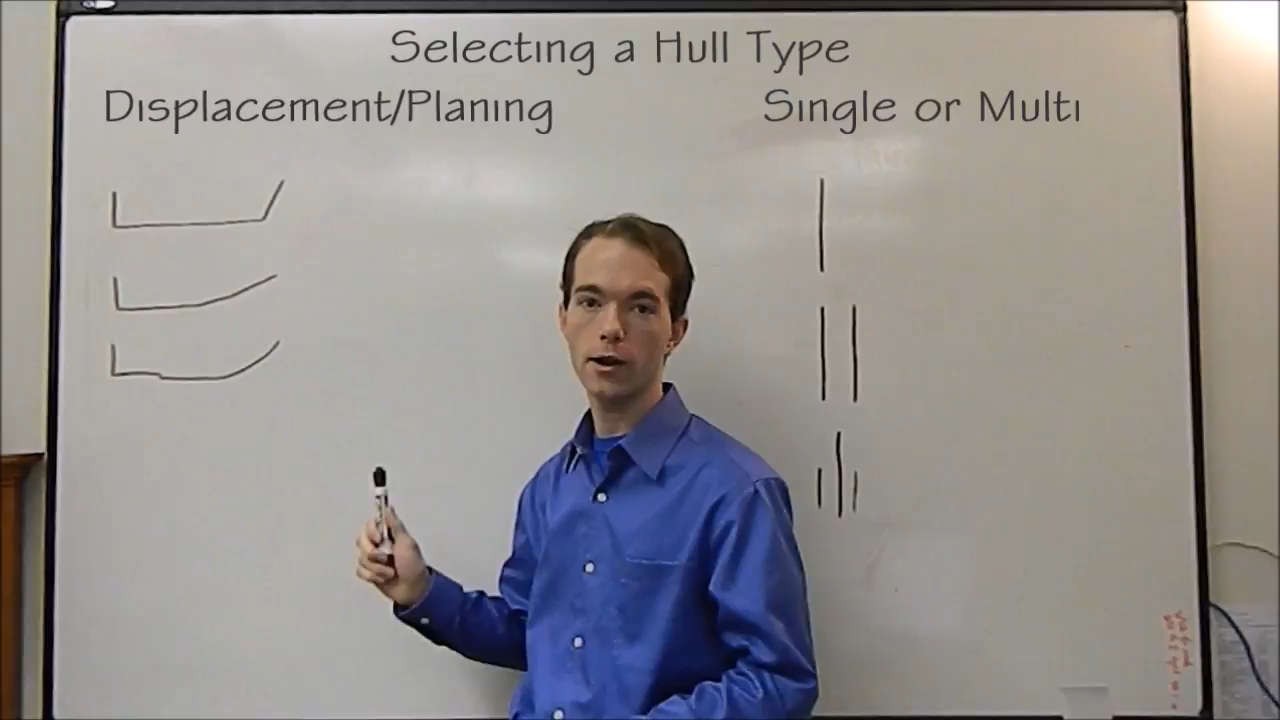 Selecting a Hull Type
Displacement/Planing
Single or Multi